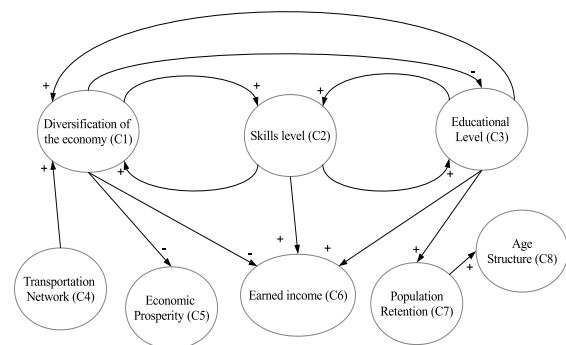 +
-
+
+
Diversification of
the economy (C1)
Skills level (C2)
Educational
Level (C3)
+
+
+
-
-
+
+
+
+
Transportation
Network (C4)
Economic
Prosperity (C5)
Earned income (C6)
Population
Retention (C7)
Age
Structure (C8)